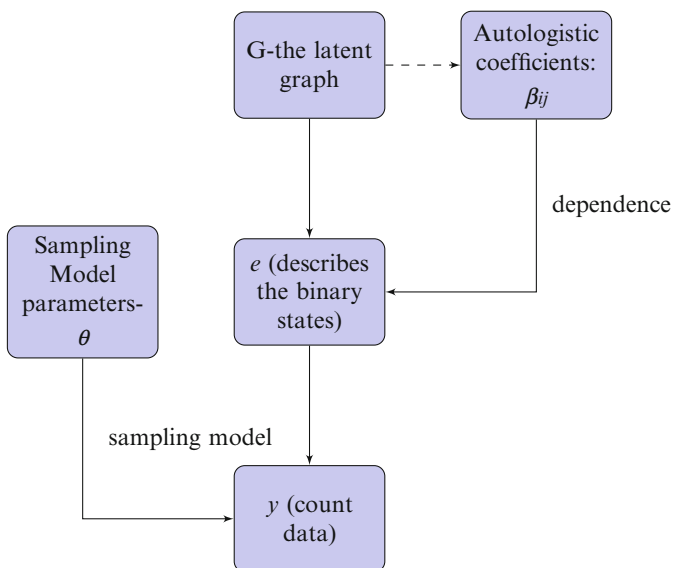 G-the latent
graph
Autologistic
coefficients:
βij
dependence
Sampling
Model
parameters-
θ
e (describes
the binary
states)
sampling model
y (count
data)